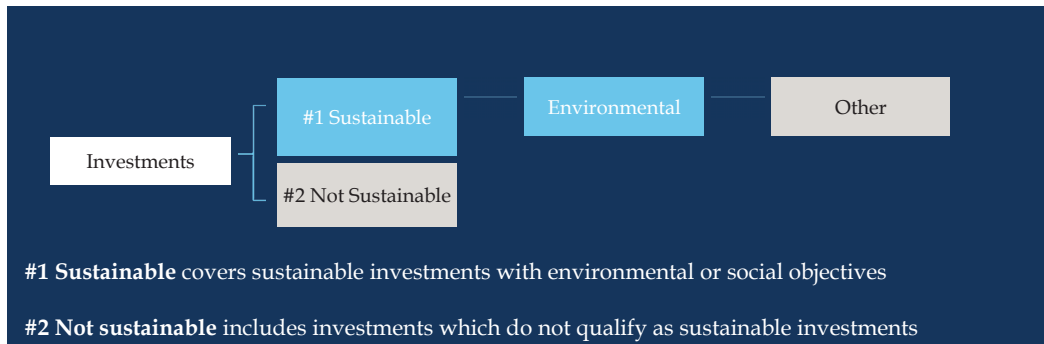 #1 Sustainable
Environmental
Other
Investments
#2 Not Sustainable
#1 Sustainable covers sustainable investments with environmental or social objectives
#2 Not sustainable includes investments which do not qualify as sustainable investments